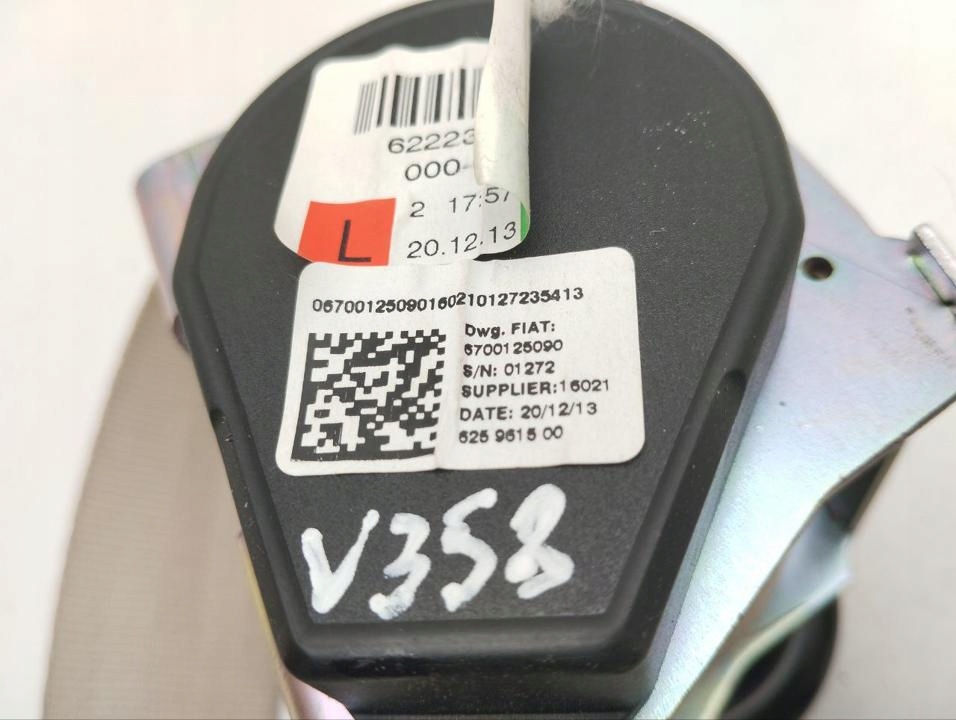 62223
000-
2 17:57
L 20.12.13
06700125090160210127235413
Dwg. FIAT:
6700125090
S/N: 01272
SUPPLIER:16021
DATE: 20/12/13
625 9615 00
V358